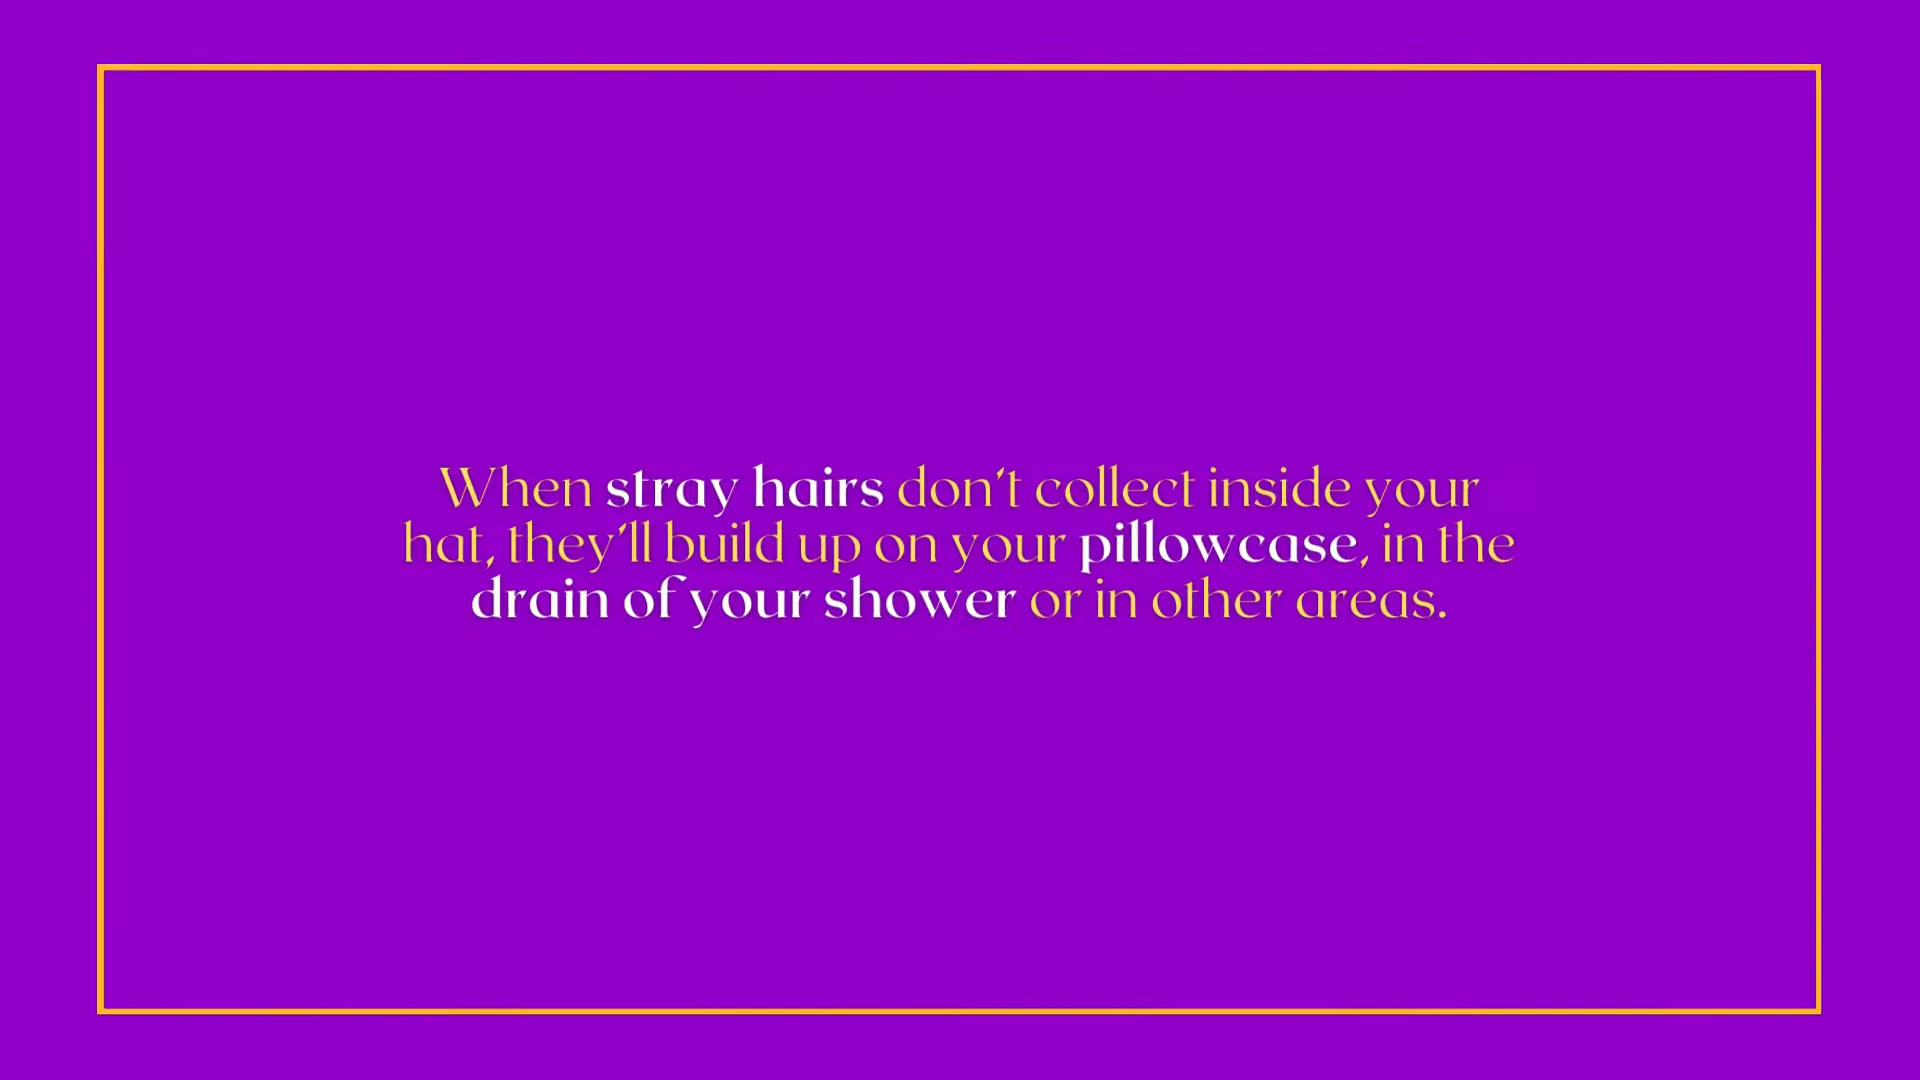 When stray hairs don't collect inside your
hat, they'll build up on your pillowcase, in the
drain of your shower or in other areas.